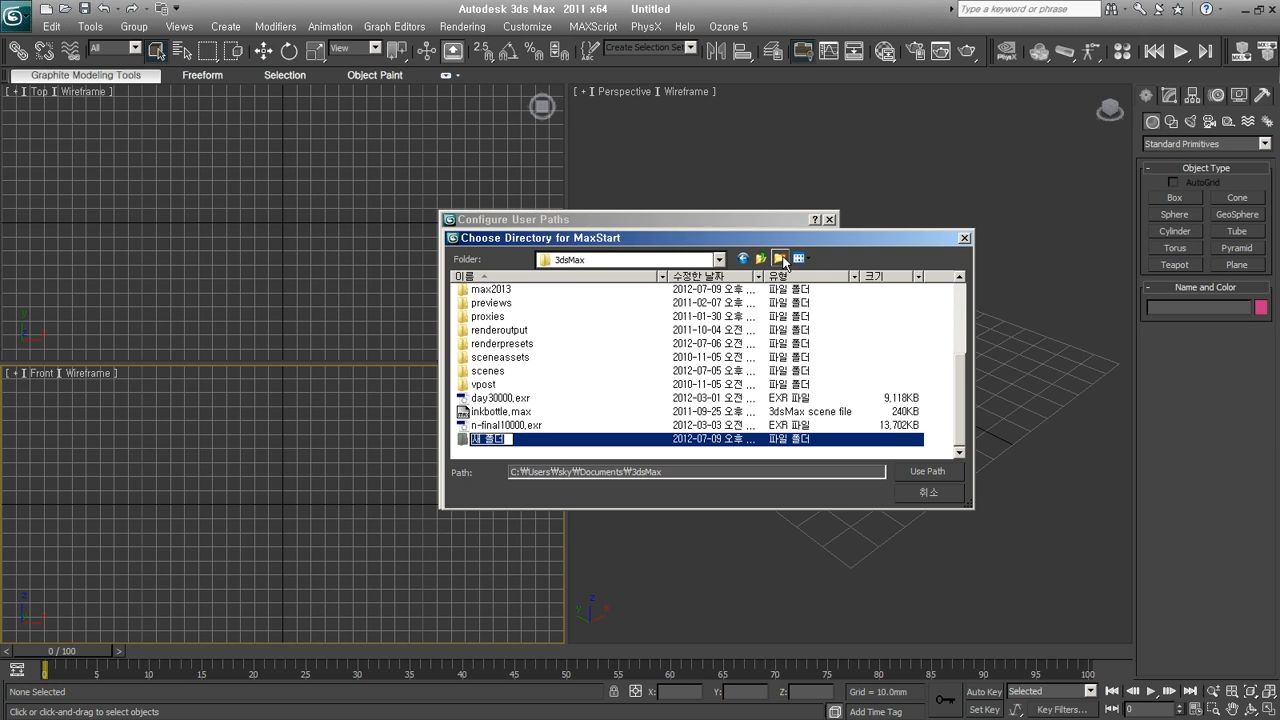 Autodesk 3ds Max 2011 x64 Untitled
Type a keyword or phrase
Edit Tools Group Views Create Modifiers Animation Graph Editors Rendering Customize MAXScript PhysX Help Ozone 5
All View Create Selection Set
Graphite Modeling Tools Freeform Selection Object Paint
[ + ] [ Top ] [ Wireframe ]
[ + ] [ Perspective ] [ Wireframe ]
[ + ] [ Front ] [ Wireframe ]
Standard Primitives
- Object Type
AutoGrid
Box Cone
Sphere GeoSphere
Cylinder Tube
Torus Pyramid
Teapot Plane
- Name and Color
Configure User Paths
Choose Directory for MaxStart
Folder: 3dsMax
이름 수정한 날짜 유형 크기
max2013 2012-07-09 오후 ... 파일 폴더
previews 2011-02-07 오후 ... 파일 폴더
proxies 2011-01-30 오후 ... 파일 폴더
renderoutput 2011-10-04 오전 ... 파일 폴더
renderpresets 2012-07-06 오후 ... 파일 폴더
sceneassets 2010-11-05 오전 ... 파일 폴더
scenes 2012-07-05 오후 ... 파일 폴더
vpost 2010-11-05 오전 ... 파일 폴더
day30000.exr 2012-03-01 오전 ... EXR 파일 9,118KB
inkbottle.max 2011-09-25 오전 ... 3dsMax scene file 240KB
n-final10000.exr 2012-02-28 오전 ... EXR 파일 13,702KB
새 폴더 2012-07-09 오후 ... 파일 폴더
Path: C:₩Users₩sky₩Documents₩3dsMax
Use Path
취소
< 0 / 100 >
0 5 10 15 20 25 30 35 40 45 50 55 60 65 70 75 80 85 90 95 100
None Selected X: Y: Z: Grid = 10.0mm Auto Key Selected
Click or click-and-drag to select objects Add Time Tag Set Key Key Filters... 0